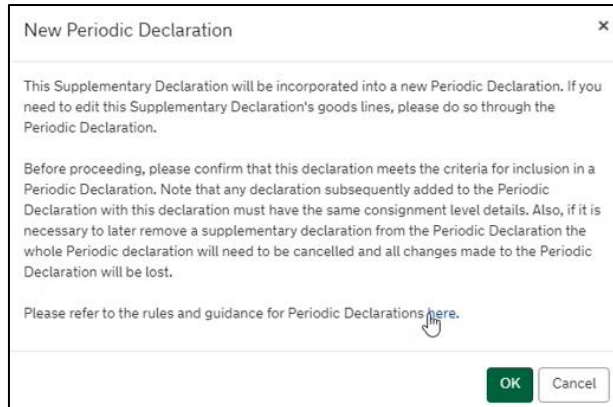 New Periodic Declaration
×
This Supplementary Declaration will be incorporated into a new Periodic Declaration. If you
need to edit this Supplementary Declaration's goods lines, please do so through the
Periodic Declaration.
Before proceeding, please confirm that this declaration meets the criteria for inclusion in a
Periodic Declaration. Note that any declaration subsequently added to the Periodic
Declaration with this declaration must have the same consignment level details. Also, if it is
necessary to later remove a supplementary declaration from the Periodic Declaration the
whole Periodic declaration will need to be cancelled and all changes made to the Periodic
Declaration will be lost.
Please refer to the rules and guidance for Periodic Declarations here.
OK Cancel